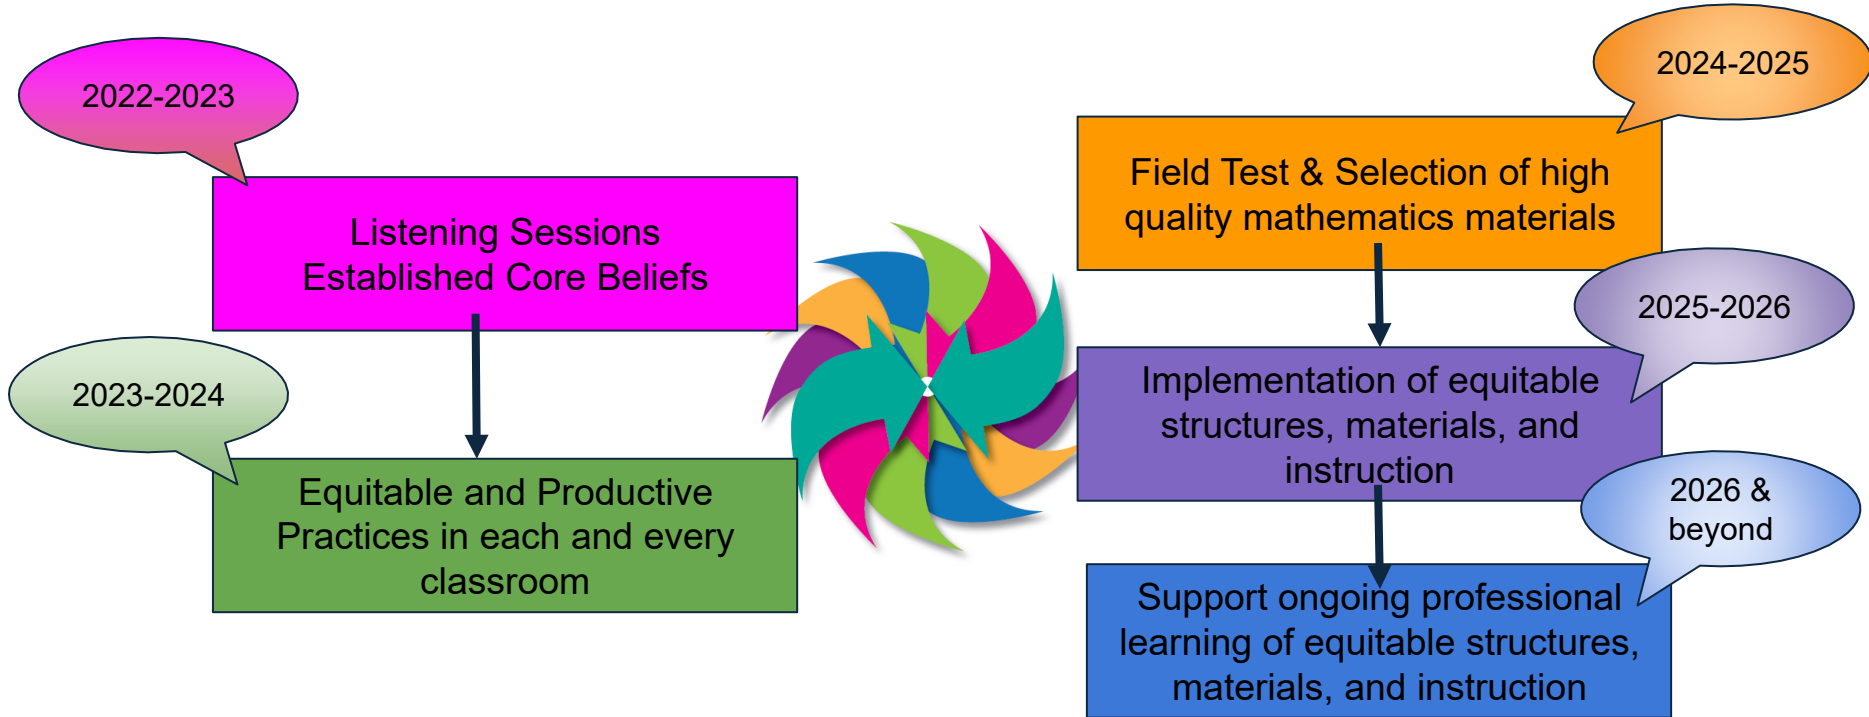 2022-2023
Listening Sessions
Established Core Beliefs
2023-2024
Equitable and Productive
Practices in each and every
classroom
2024-2025
Field Test & Selection of high
quality mathematics materials
2025-2026
Implementation of equitable
structures, materials, and
instruction
2026 &
beyond
Support ongoing professional
learning of equitable structures,
materials, and instruction